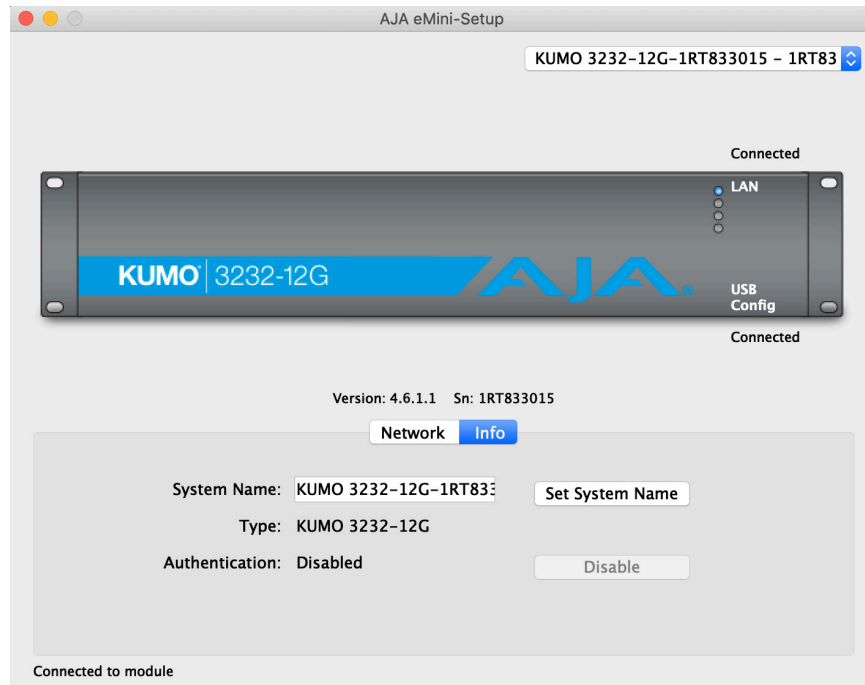 AJA eMini-Setup
KUMO 3232-12G-1RT833015 - 1RT83
Connected
LAN
KUMO 3232-12G AJA
USB
Config
Connected
Version: 4.6.1.1 Sn: 1RT833015
Network Info
System Name: KUMO 3232-12G-1RT833 Set System Name
Type: KUMO 3232-12G
Authentication: Disabled Disable
Connected to module